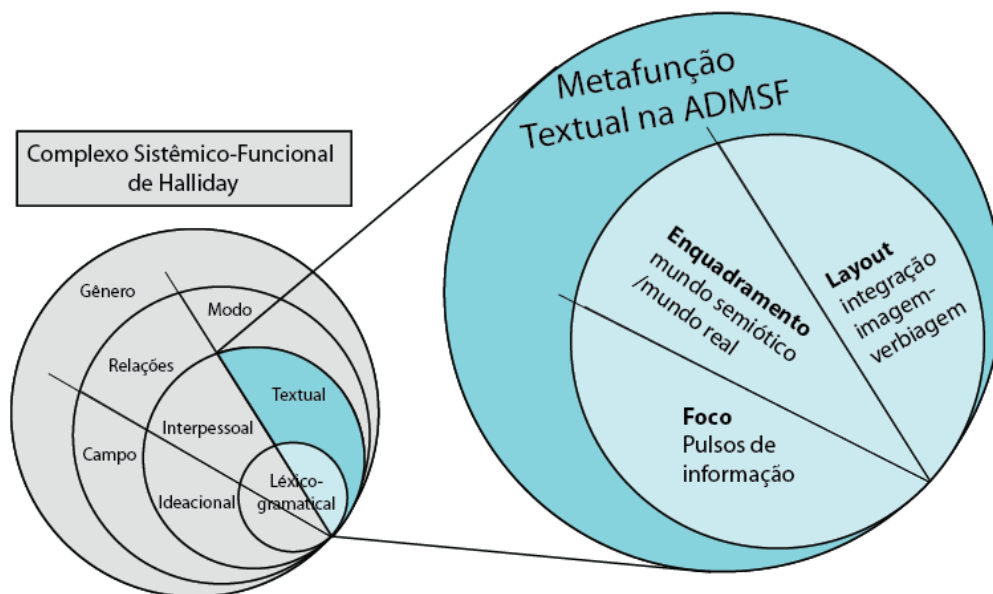 Complexo Sistêmico-Funcional
de Halliday
Gênero
Modo
Relações
Textual
Interpessoal
Campo
Ideacional
Léxico-
gramatical
Metafunção
Textual na ADMSF
Enquadramento
mundo semiótico
/mundo real
Layout
integração
imagem-
verbiagem
Foco
Pulsos de
informação